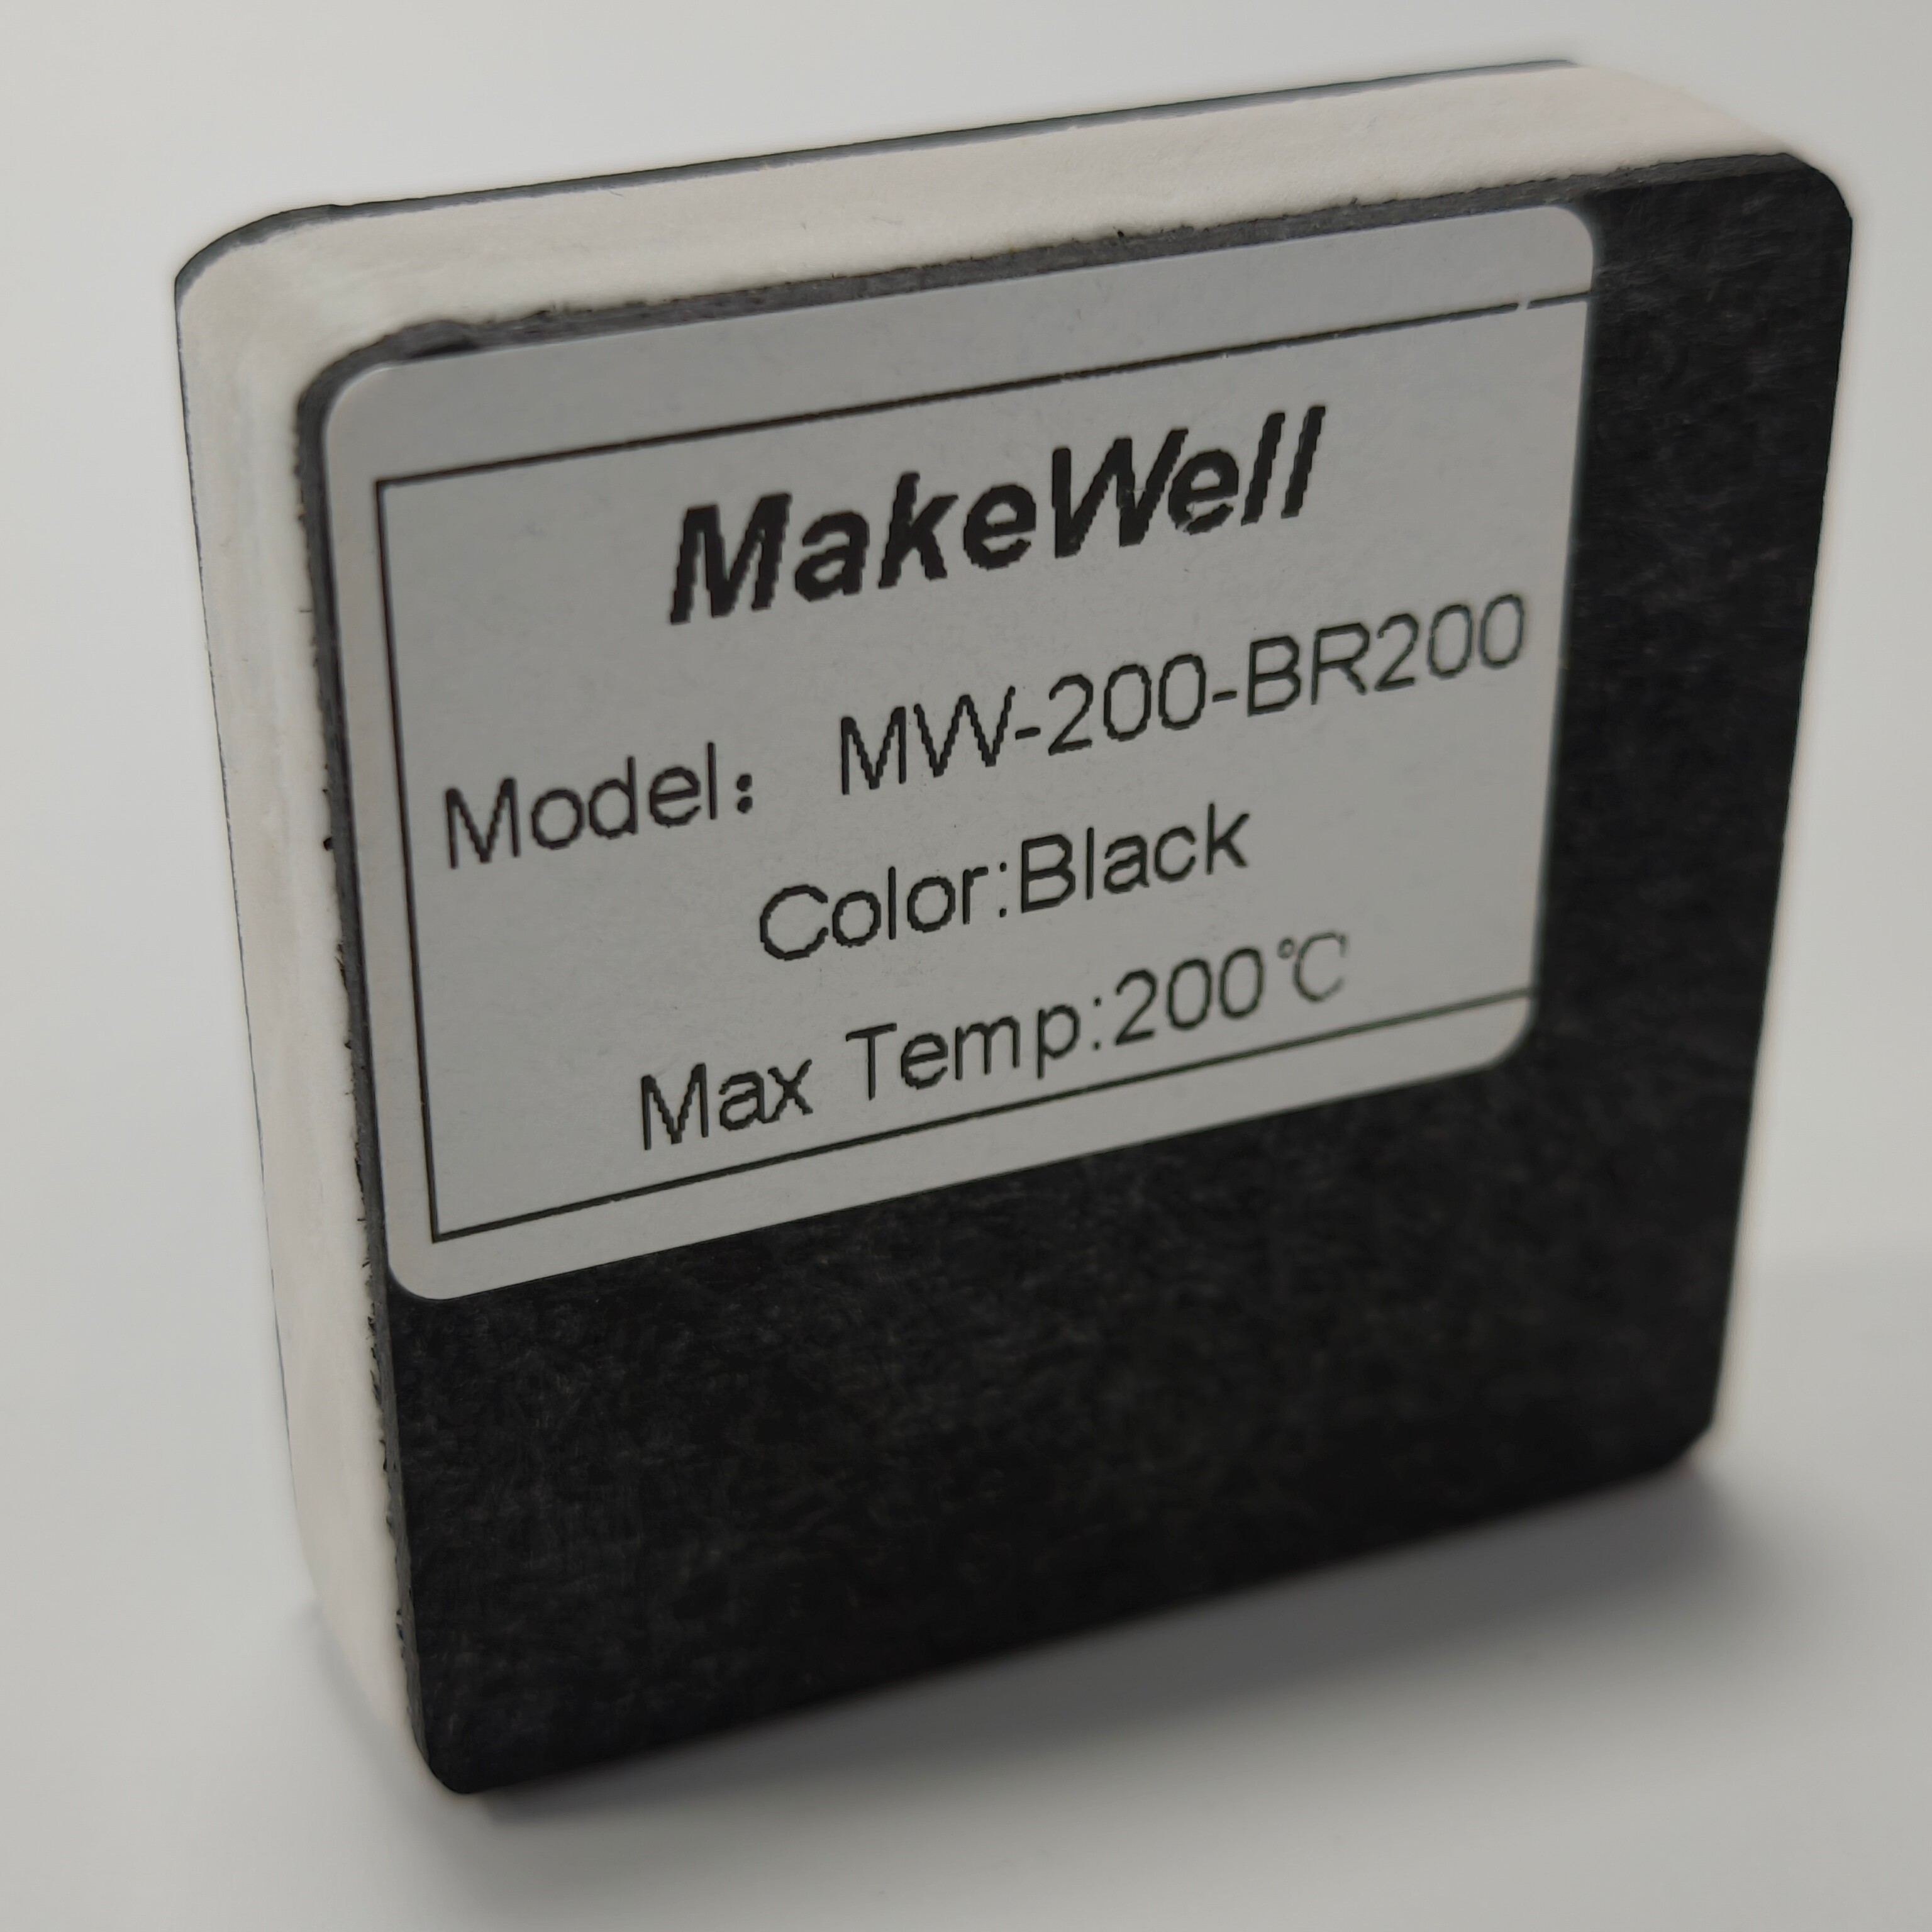 MakeWell
Model： MW-200-BR200
Color:Black
Max Temp:200℃